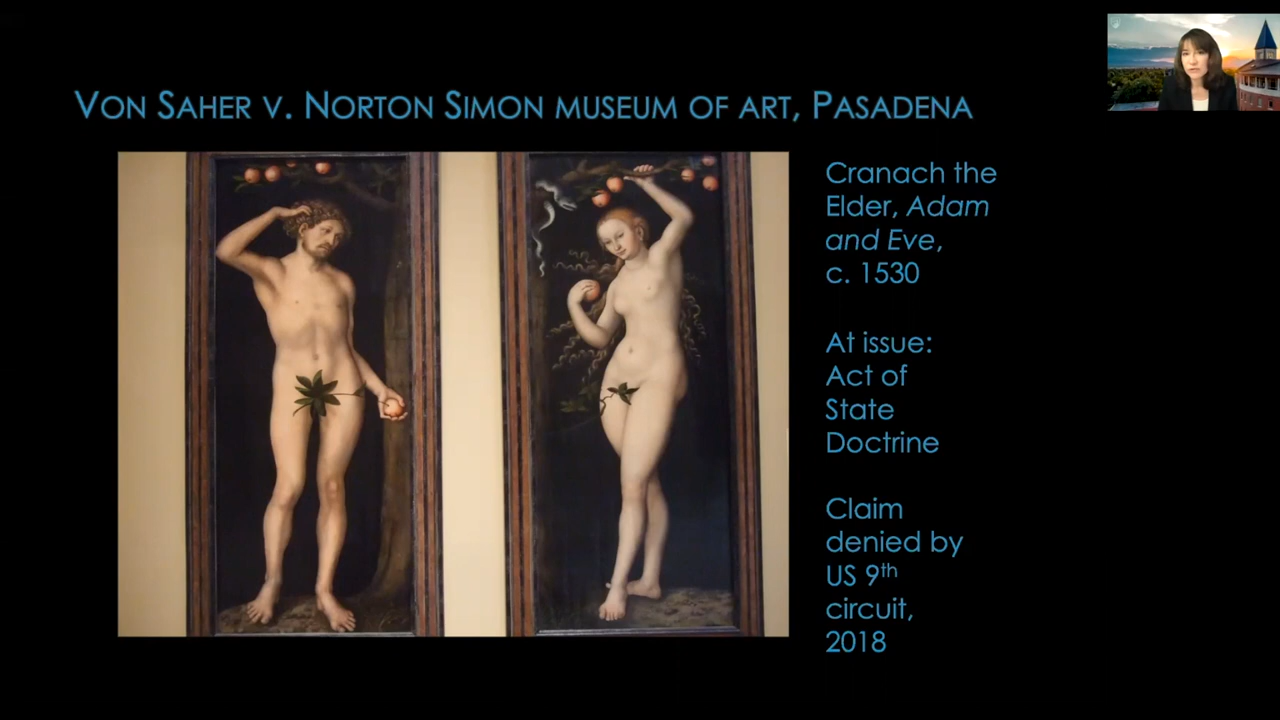 VON SAHER V. NORTON SIMON MUSEUM OF ART, PASADENA
Cranach the
Elder, Adam
and Eve,
c. 1530
At issue:
Act of
State
Doctrine
Claim
denied by
US 9th
circuit,
2018